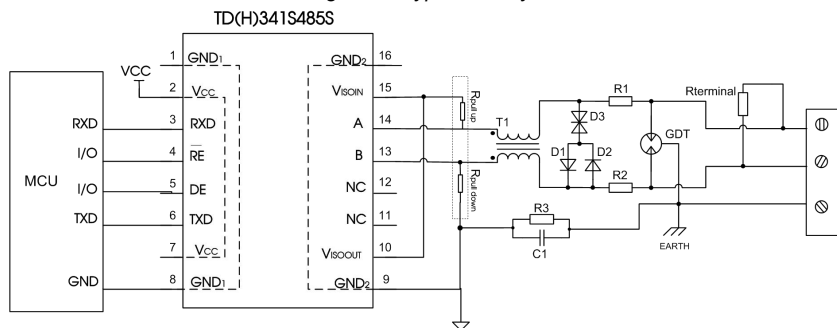 TD(H)341S485S
MCU
RXD
I/O
I/O
TXD
GND
VCC
1 GND1
2 VCC
3 RXD
4 RE
5 DE
6 TXD
7 VCC
8 GND1
GND2 16
VISOIN 15
A 14
B 13
NC 12
NC 11
VISOOUT 10
GND2 9
Rpull up
Rpull down
T1
D3
D1 D2
R1
R2
R3
C1
GDT
EARTH
Rterminal